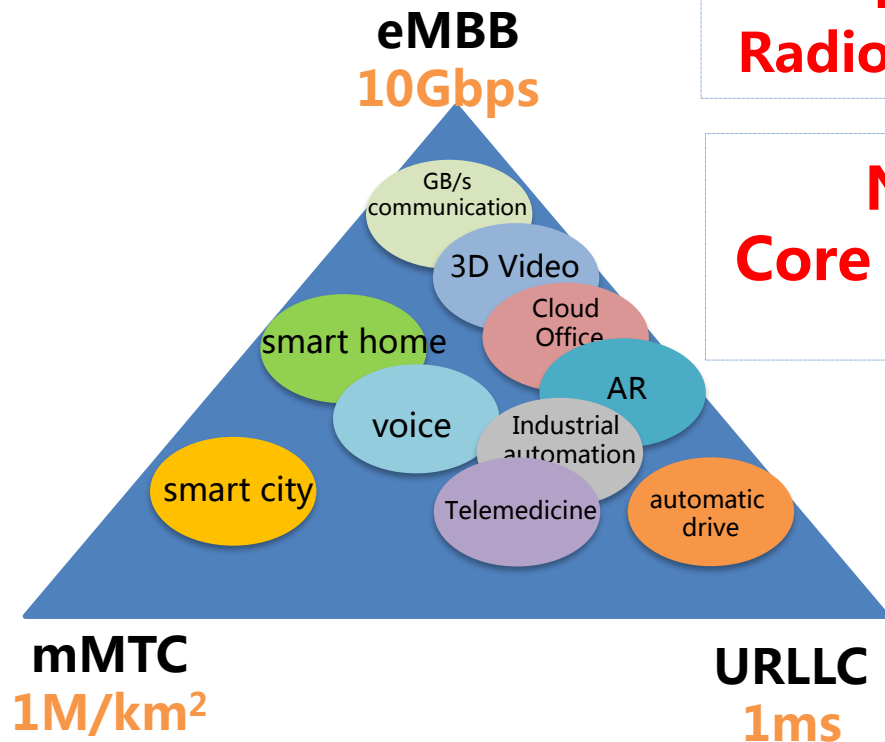 eMBB
10Gbps
Radio
Core
GB/s
communication
3D Video
Cloud
Office
smart home
AR
voice
Industrial
automation
smart city
Telemedicine
automatic
drive
mMTC
1M/km²
URLLC
1ms